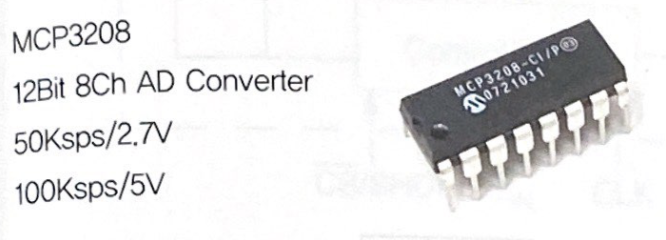 MCP3208
12Bit 8Ch AD Converter
50Ksps/2.7V
100Ksps/5V
MCP3208-CI/P
0721031